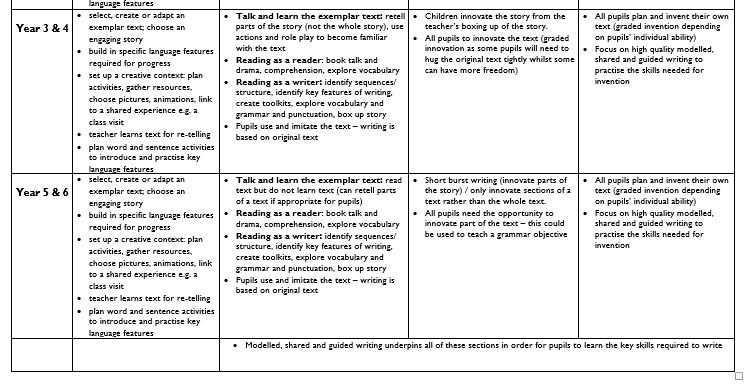 language features
Year 3 & 4
select, create or adapt an
exemplar text; choose an
engaging story
build in specific language features
required for progress
set up a creative context: plan
activities, gather resources,
choose pictures, animations, link
to a shared experience e.g. a
class visit
teacher learns text for re-telling
plan word and sentence activities
to introduce and practise key
language features
Talk and learn the exemplar text: retell
parts of the story (not the whole story), use
actions and role play to become familiar
with the text
Reading as a reader: book talk and
drama, comprehension, explore vocabulary
Reading as a writer: identify sequences/
structure, identify key features of writing,
create toolkits, explore vocabulary and
grammar and punctuation, box up story
Pupils use and imitate the text – writing is
based on original text
Children innovate the story from the
teacher's boxing up of the story.
All pupils to innovate the text (graded
innovation as some pupils will need to
hug the original text tightly whilst some
can have more freedom)
All pupils plan and invent their own
text (graded invention depending
on pupils' individual ability)
Focus on high quality modelled,
shared and guided writing to
practise the skills needed for
invention
Year 5 & 6
select, create or adapt an
exemplar text; choose an
engaging story
build in specific language features
required for progress
set up a creative context: plan
activities, gather resources,
choose pictures, animations, link
to a shared experience e.g. a
class visit
teacher learns text for re-telling
plan word and sentence activities
to introduce and practise key
language features
Talk and learn the exemplar text: read
text but do not learn text (can retell parts
of a text if appropriate for pupils)
Reading as a reader: book talk and
drama, comprehension, explore vocabulary
Reading as a writer: identify sequences/
structure, identify key features of writing,
create toolkits, explore vocabulary and
grammar and punctuation, box up story
Pupils use and imitate the text – writing is
based on original text
Short burst writing (innovate parts of
the story) / only innovate sections of a
text rather than the whole text.
All pupils need the opportunity to
innovate part of the text – this could
be used to teach a grammar objective
All pupils plan and invent their own
text (graded invention depending on
pupils' individual ability)
Focus on high quality modelled,
shared and guided writing to
practise the skills needed for
invention
Modelled, shared and guided writing underpins all of these sections in order for pupils to learn the key skills required to write